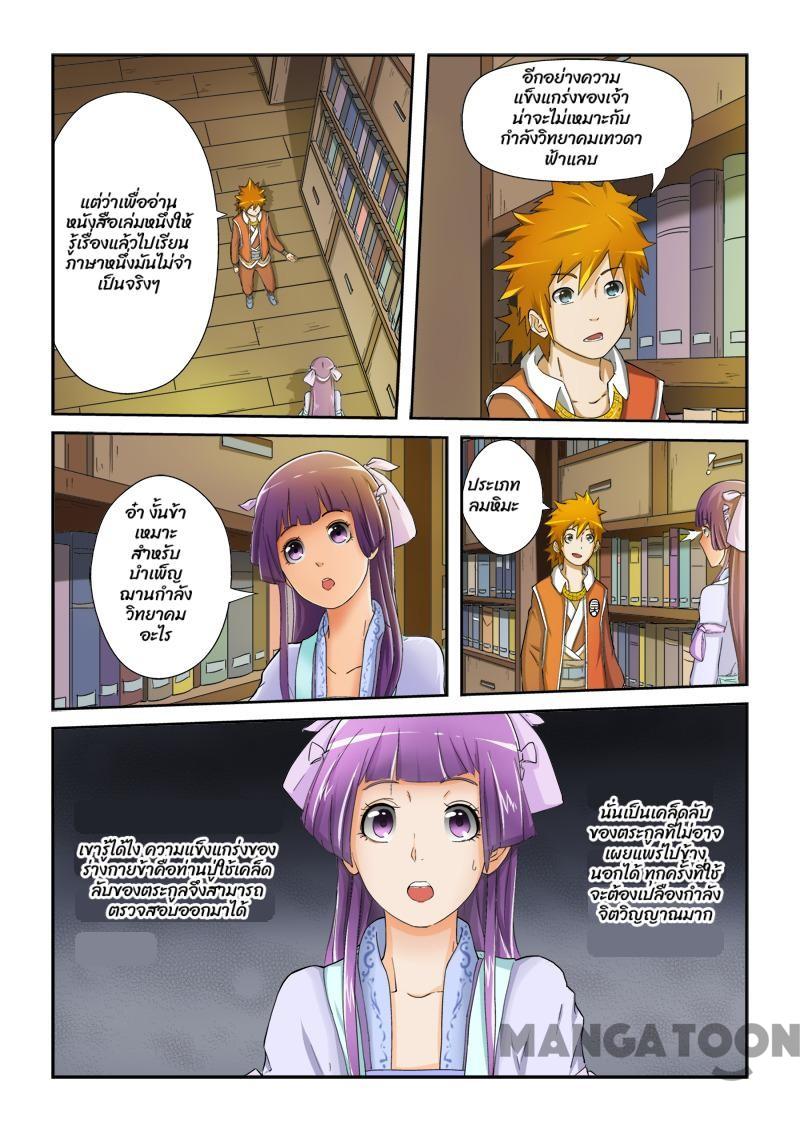 แต่ว่าเพื่ออ่าน
หนังสือเล่มหนึ่งให้
รู้เรื่องแล้วไปเรียน
ภาษาหนึ่งมันไม่จำ
เป็นจริงๆ
อีกอย่างความ
แข็งแกร่งของเจ้า
น่าจะไม่เหมาะกับ
กำลังวิทยาคมเทวดา
ฟ้าแลบ
อำ งั้นข้า
เหมาะ
สำหรับ
บำเพ็ญ
ฌานกำลัง
วิทยาคม
อะไร
ประเภท
ลมหิมะ
!
เขารู้ได้ไง ความแข็งแกร่งของ
ร่างกายข้าคือท่านปู่ใช้เคล็ด
ลับของตระกูลจึงสามารถ
ตรวจสอบออกมาได้
นั่นเป็นเคล็ดลับ
ของตระกูลที่ไม่อาจ
เผยแพร่ไปข้าง
นอกได้ ทุกครั้งที่ใช้
จะต้องเปลืองกำลัง
จิตวิญญาณมาก
MANGATOON